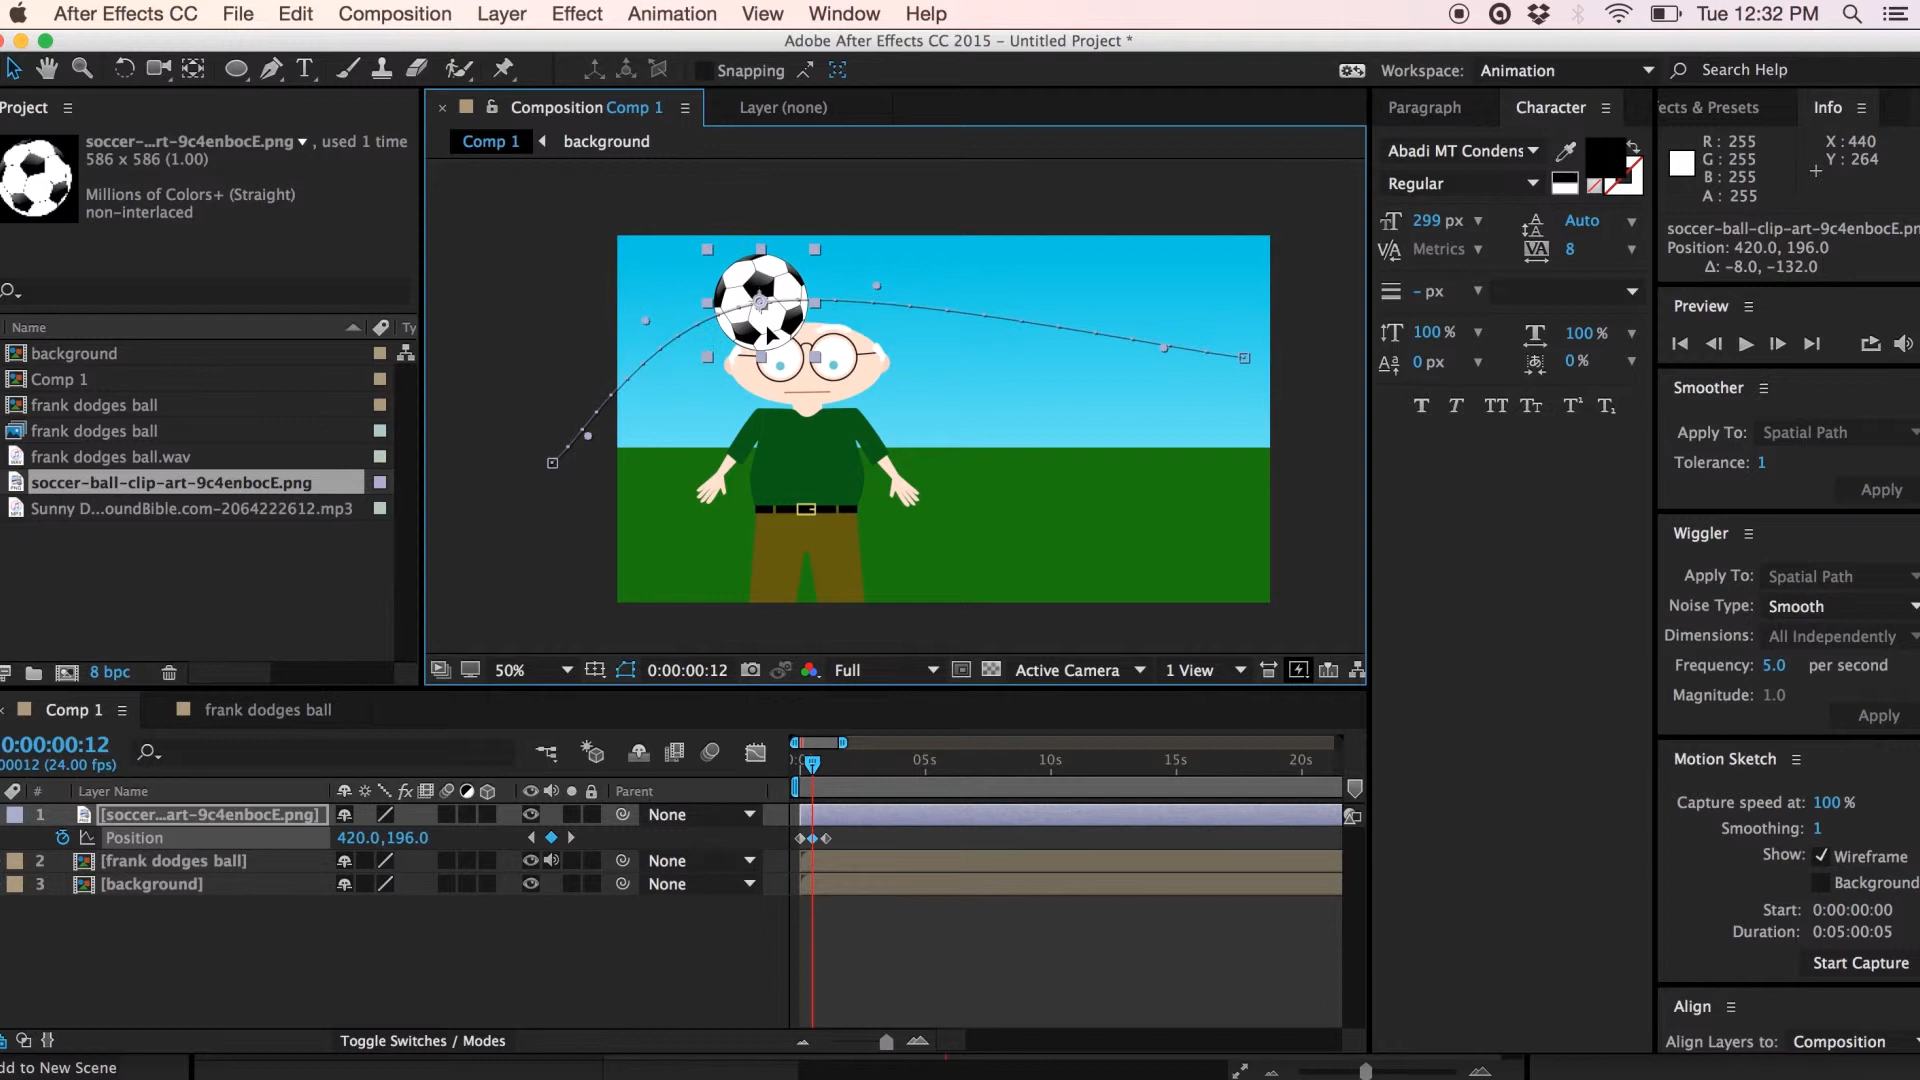 After Effects CC File Edit Composition Layer Effect Animation View Window Help Tue 12:32 PM
Adobe After Effects CC 2015 - Untitled Project *
Snapping Workspace: Animation Search Help
Project
soccer-...rt-9c4enbocE.png ▾ , used 1 time
586 x 586 (1.00)
Millions of Colors+ (Straight)
non-interlaced
Name Ty
background
Comp 1
frank dodges ball
frank dodges ball
frank dodges ball.wav
soccer-ball-clip-art-9c4enbocE.png
Sunny D...oundBible.com-2064222612.mp3
8 bpc
Composition Comp 1 Layer (none)
Comp 1 background
50% 0:00:00:12 Full Active Camera 1 View
Paragraph Character
Abadi MT Condens
Regular
299 px Auto
Metrics 8
- px
100 % 100 %
0 px 0 %
T T TT Tt T¹ T₁
ects & Presets Info
R : 255 X : 440
G : 255 Y : 264
B : 255
A : 255
soccer-ball-clip-art-9c4enbocE.pn
Position: 420.0, 196.0
Δ: -8.0, -132.0
Preview
Smoother
Apply To: Spatial Path
Tolerance: 1
Apply
Wiggler
Apply To: Spatial Path
Noise Type: Smooth
Dimensions: All Independently
Frequency: 5.0 per second
Magnitude: 1.0
Apply
Motion Sketch
Capture speed at: 100 %
Smoothing: 1
Show: Wireframe
Background
Start: 0:00:00:00
Duration: 0:05:00:05
Start Capture
Align
Align Layers to: Composition
Comp 1 frank dodges ball
0:00:00:12
00012 (24.00 fps)
05s 10s 15s 20s
# Layer Name Parent
1 [soccer...art-9c4enbocE.png] None
Position 420.0,196.0
2 [frank dodges ball] None
3 [background] None
Toggle Switches / Modes
dd to New Scene